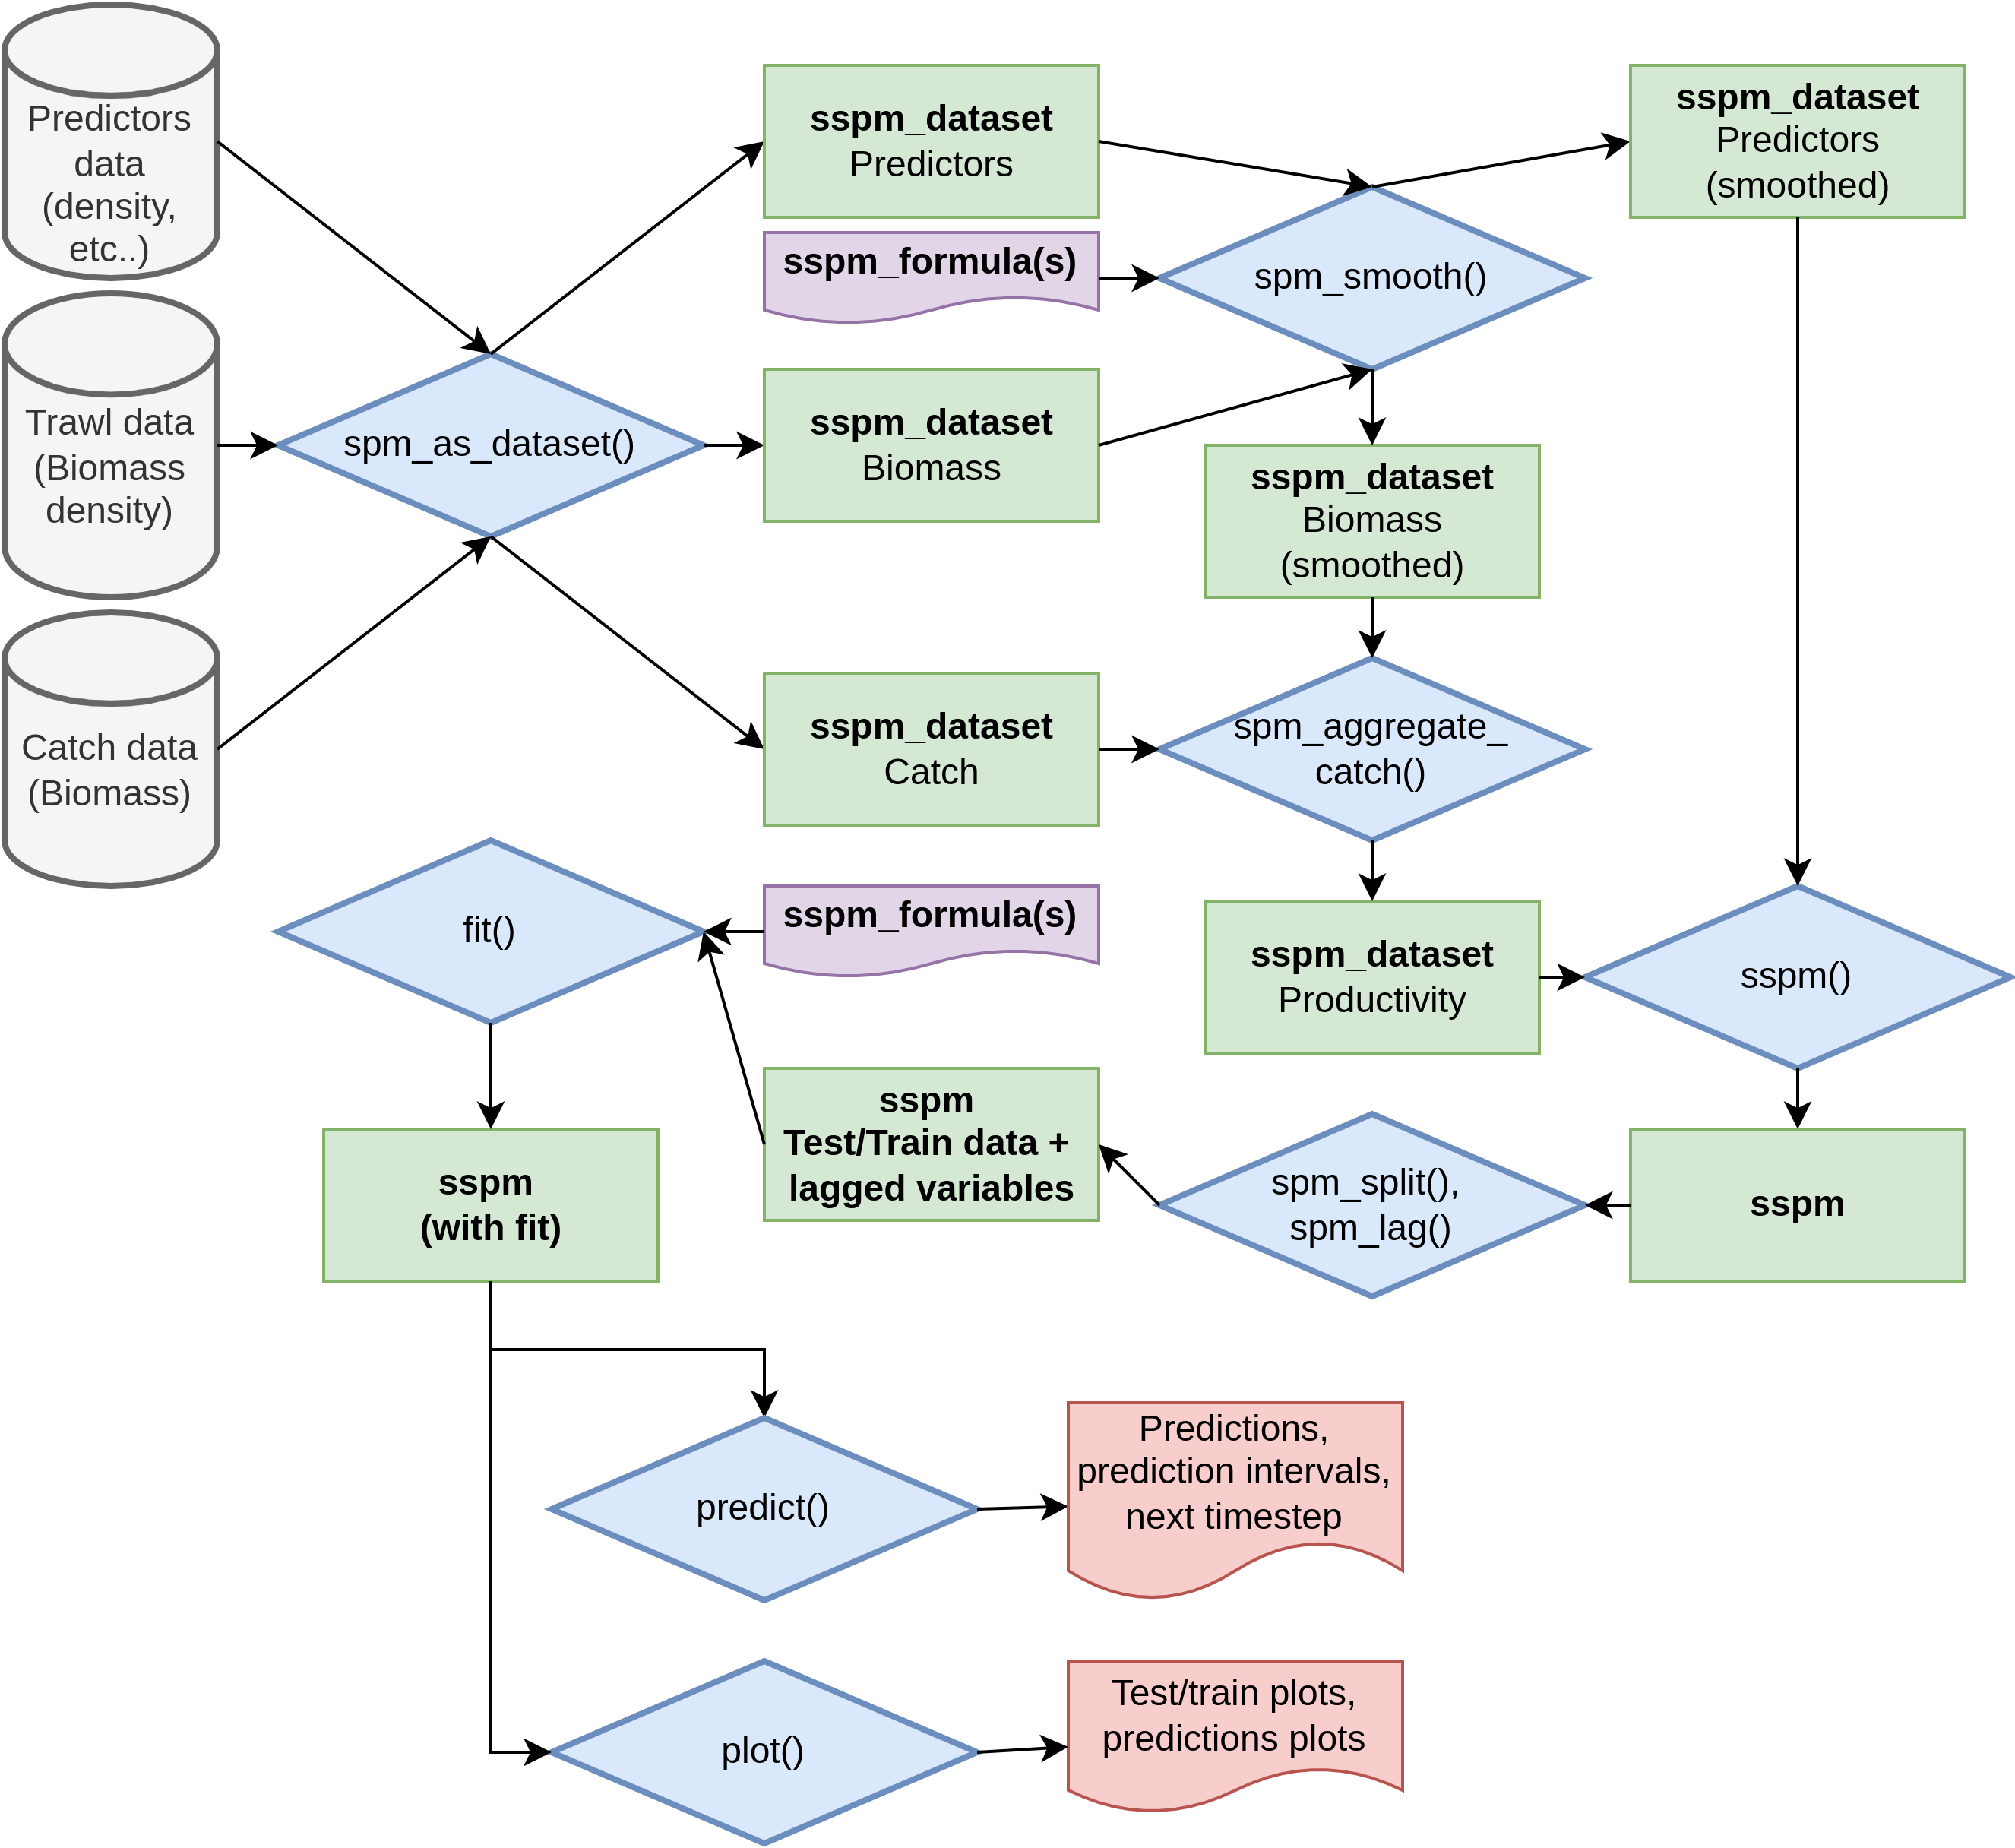 Predictors
data
(density,
etc..)
Trawl data
(Biomass
density)
Catch data
(Biomass)
spm_as_dataset()
sspm_dataset
Predictors
sspm_formula(s)
sspm_dataset
Biomass
sspm_dataset
Catch
spm_smooth()
sspm_dataset
Predictors
(smoothed)
sspm_dataset
Biomass
(smoothed)
spm_aggregate_
catch()
sspm_dataset
Productivity
sspm()
sspm
spm_split(),
spm_lag()
sspm
Test/Train data +
lagged variables
sspm_formula(s)
fit()
sspm
(with fit)
predict()
Predictions,
prediction intervals,
next timestep
plot()
Test/train plots,
predictions plots